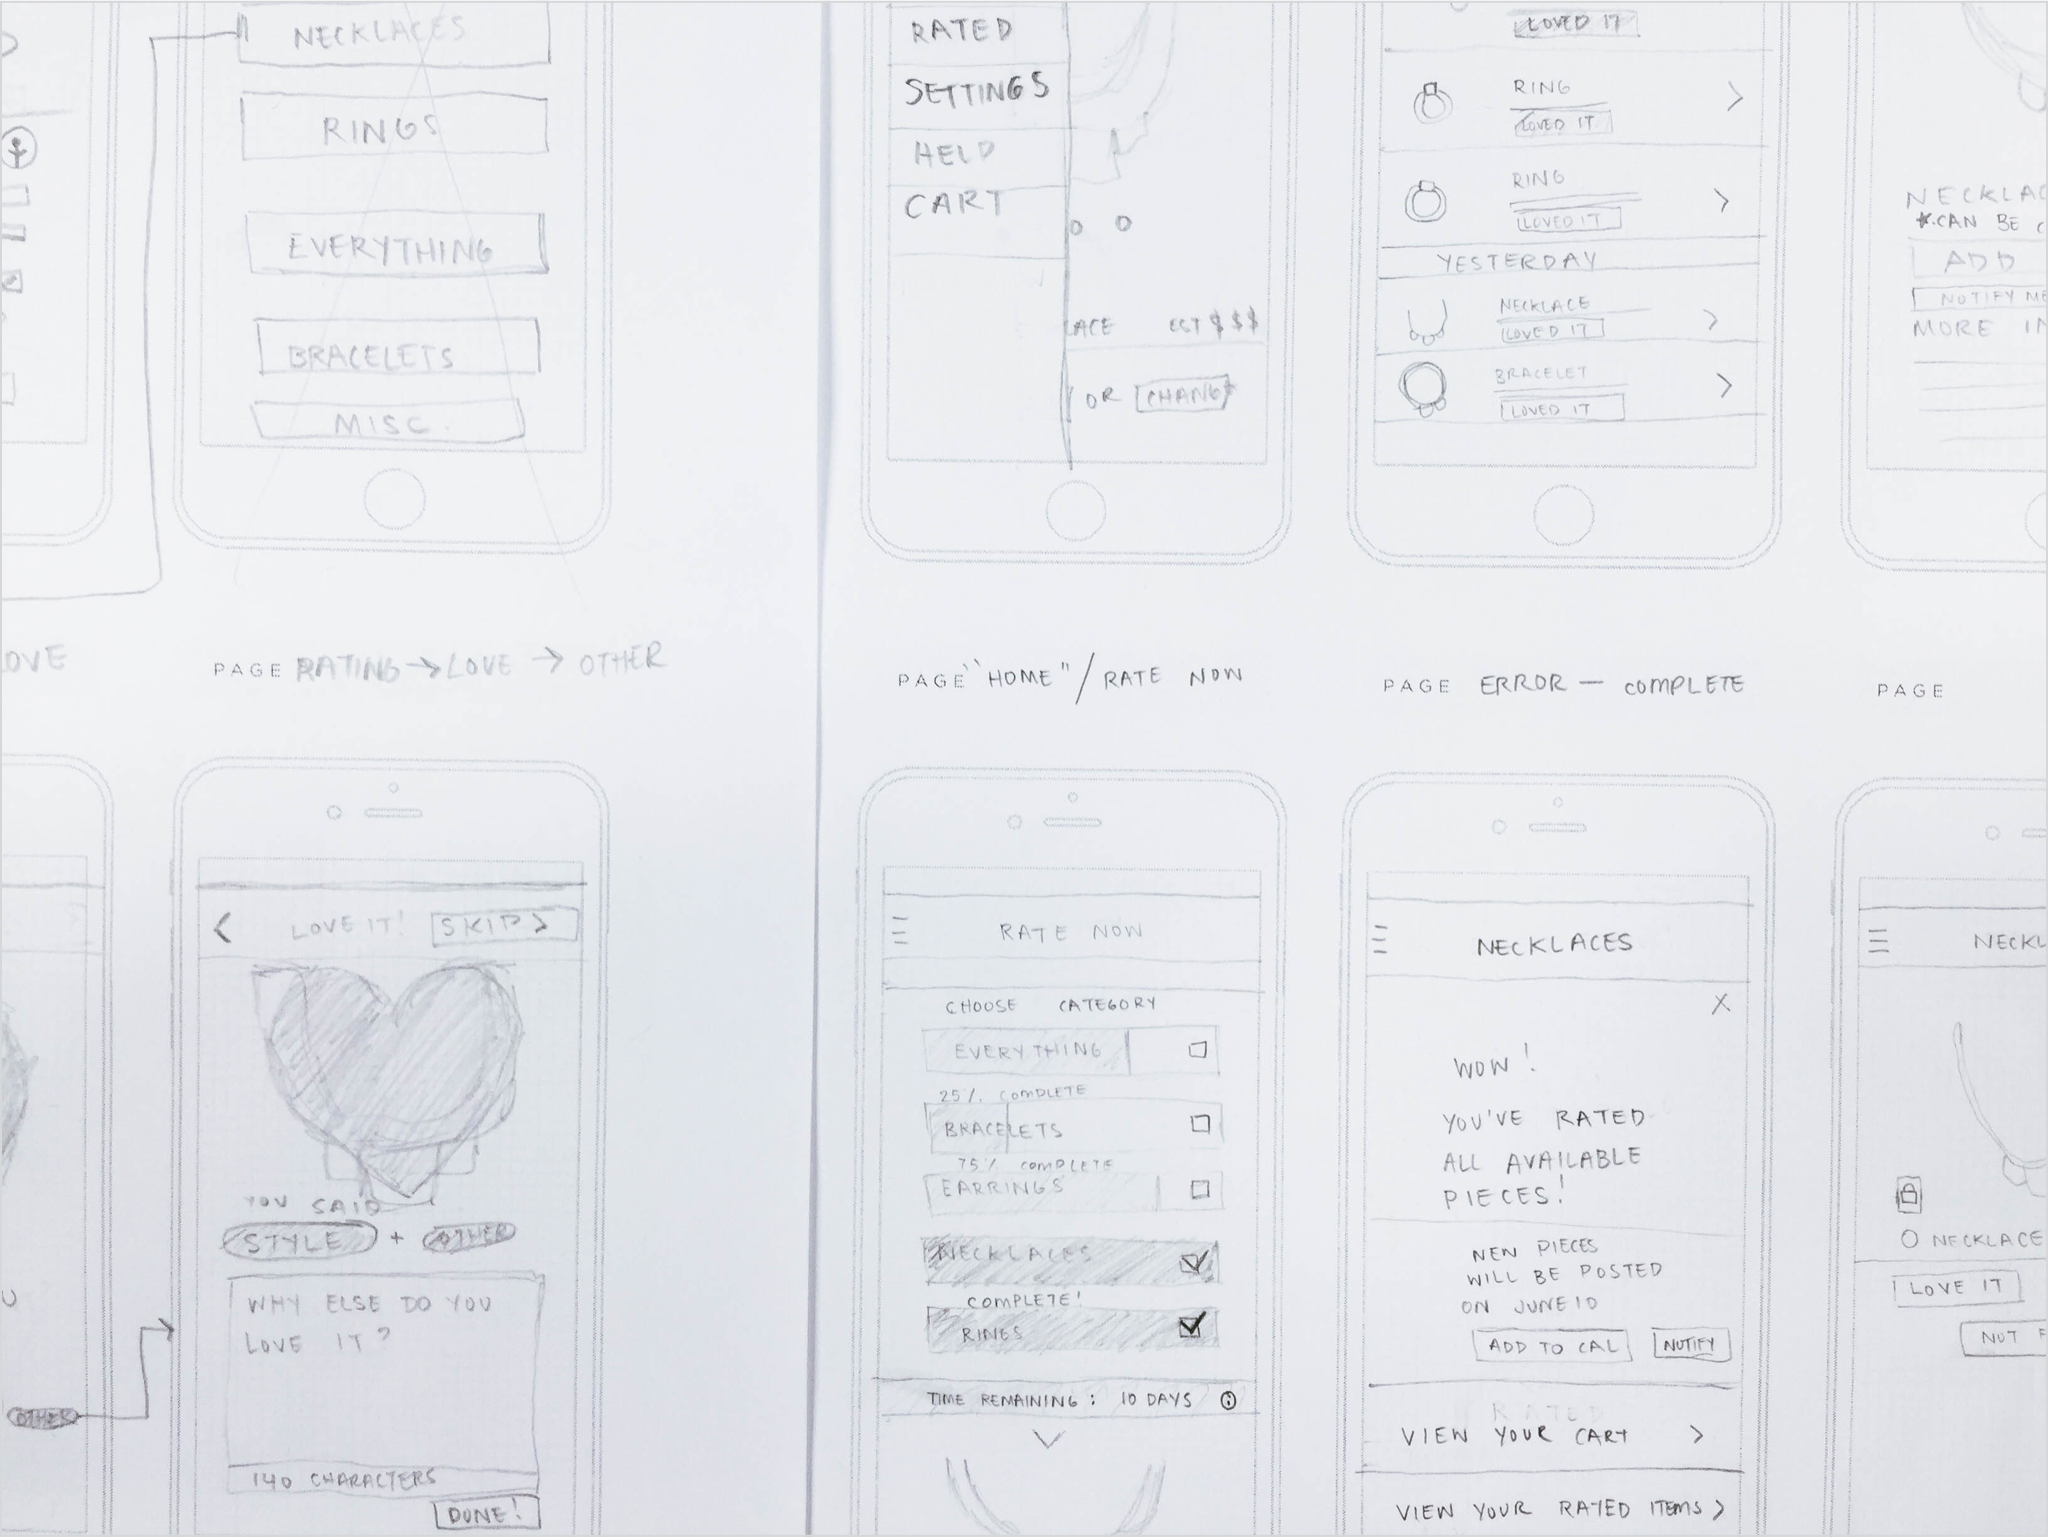 NECKLACES
RINGS
EVERYTHING
BRACELETS
MISC.
RATED
SETTINGS
HELD
CART
ACE EST $$$
OR CHANG
LOVED IT
RING
LOVED IT
RING
LOVED IT
YESTERDAY
NECKLACE
LOVED IT
BRACELET
LOVED IT
NECKLAC
*CAN BE C
ADD
NOTIFY ME
MORE IN
OVE
PAGE RATING → LOVE → OTHER
PAGE "HOME" / RATE NOW
PAGE ERROR — COMPLETE
PAGE
OTHER
< LOVE IT! SKIP >
YOU SAID
STYLE + OTHER
WHY ELSE DO YOU
LOVE IT?
140 CHARACTERS
DONE!
RATE NOW
CHOOSE CATEGORY
EVERYTHING
25% COMPLETE
BRACELETS
75% COMPLETE
EARRINGS
NECKLACES
COMPLETE!
RINGS
TIME REMAINING: 10 DAYS
NECKLACES
X
WOW!
YOU'VE RATED
ALL AVAILABLE
PIECES!
NEW PIECES
WILL BE POSTED
ON JUNE 10
ADD TO CAL NOTIFY
RATED
VIEW YOUR CART >
VIEW YOUR RATED ITEMS >
NECKL
O NECKLACE
LOVE IT
NOT F